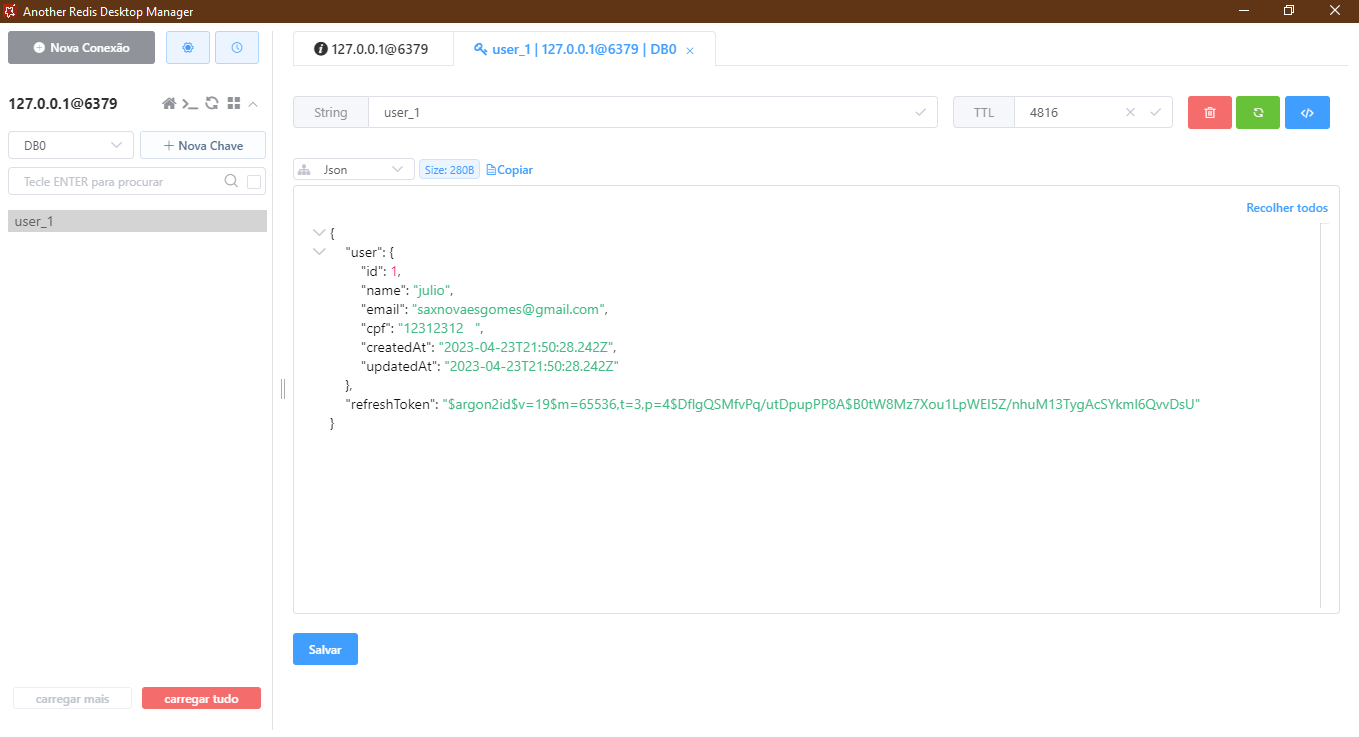 Another Redis Desktop Manager
Nova Conexão
127.0.0.1@6379
DB0
+ Nova Chave
Tecle ENTER para procurar
user_1
carregar mais
carregar tudo
127.0.0.1@6379
user_1 | 127.0.0.1@6379 | DB0
String user_1 TTL 4816
Json Size: 280B Copiar
Recolher todos
{
"user": {
"id": 1,
"name": "julio",
"email": "saxnovaesgomes@gmail.com",
"cpf": "12312312 ",
"createdAt": "2023-04-23T21:50:28.242Z",
"updatedAt": "2023-04-23T21:50:28.242Z"
},
"refreshToken": "$argon2id$v=19$m=65536,t=3,p=4$DflgQSMfvPq/utDpupPP8A$B0tW8Mz7Xou1LpWEI5Z/nhuM13TygAcSYkmI6QvvDsU"
}
Salvar